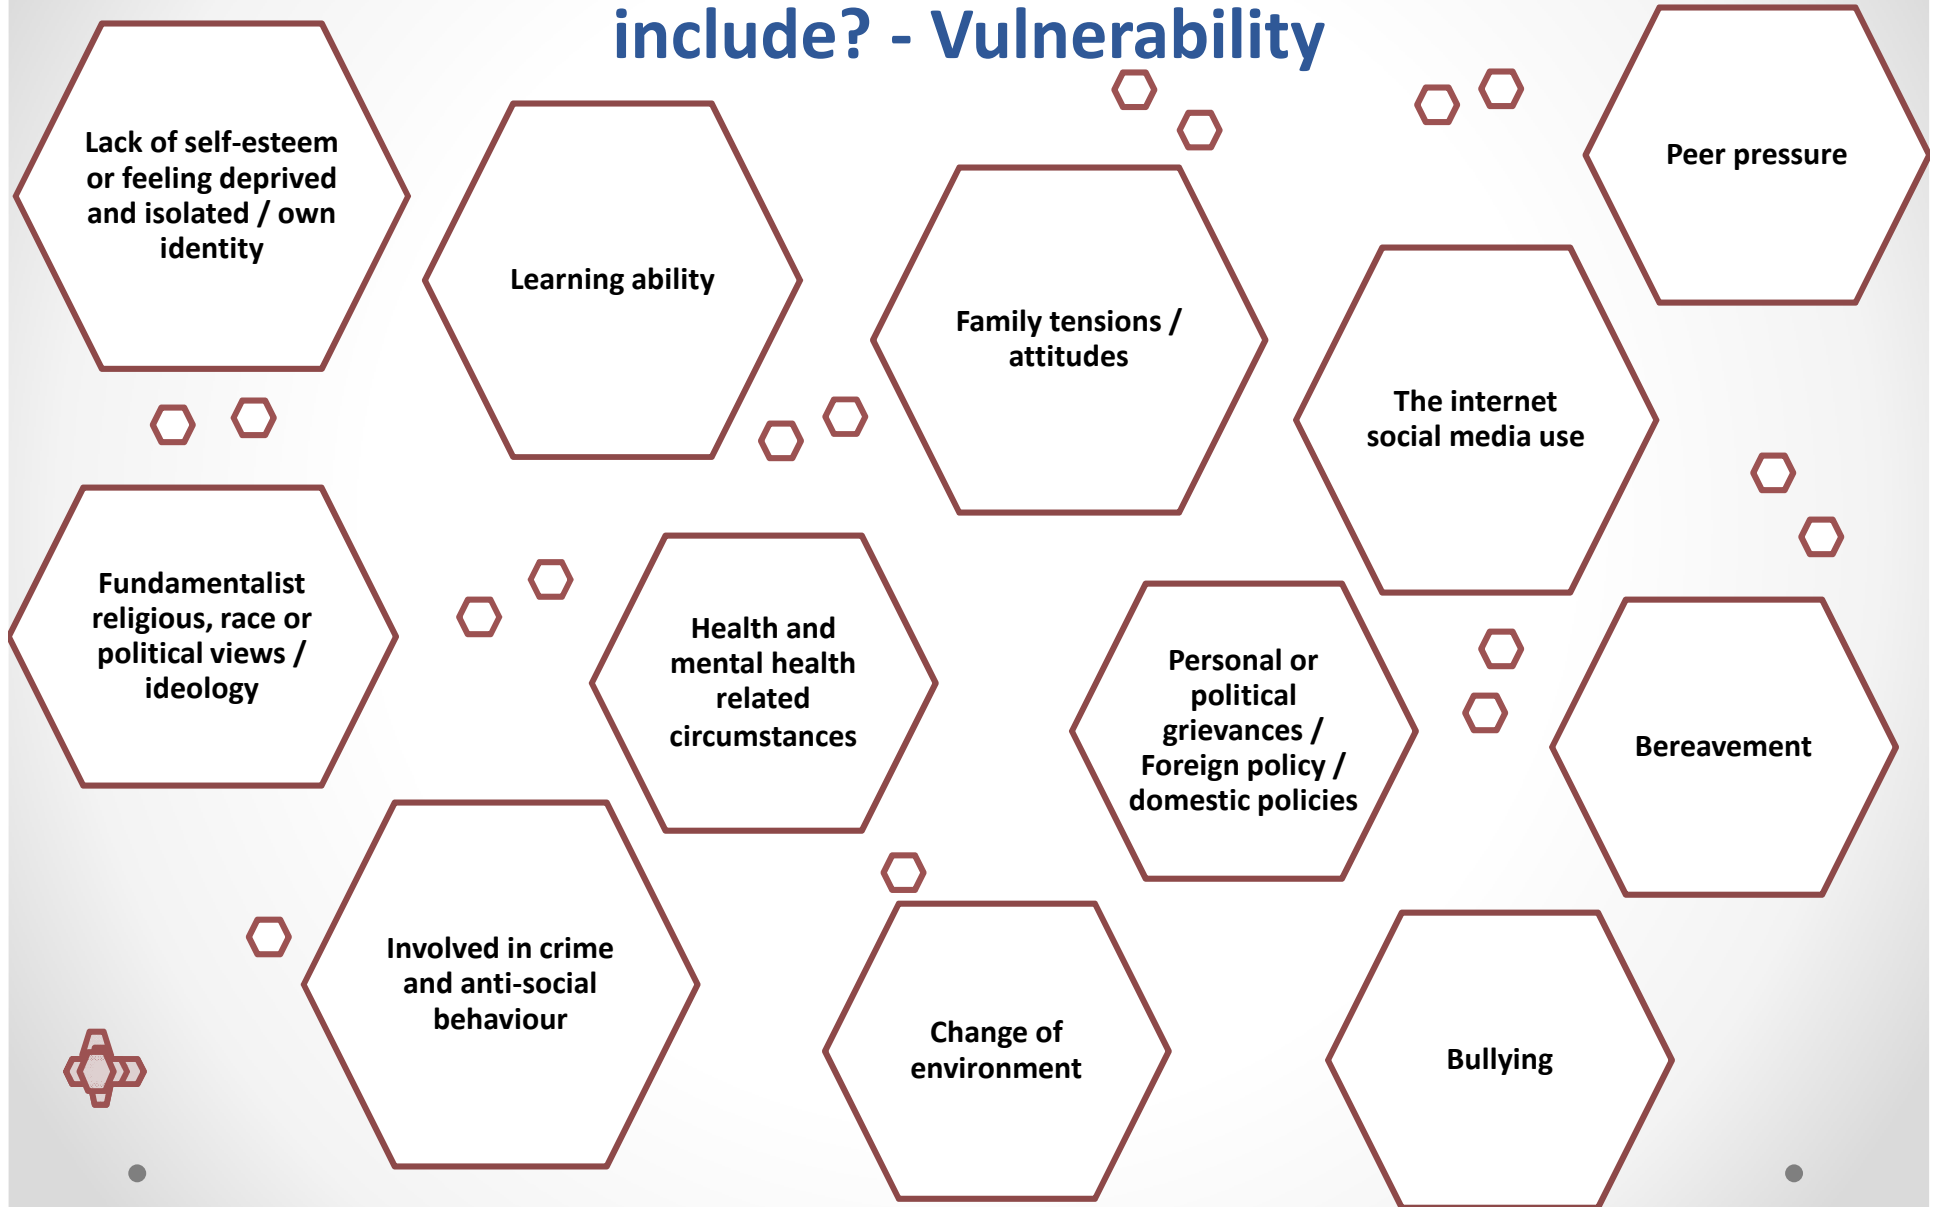 include? - Vulnerability
Lack of self-esteem
or feeling deprived
and isolated / own
identity
Learning ability
Family tensions /
attitudes
Peer pressure
The internet
social media use
Fundamentalist
religious, race or
political views /
ideology
Health and
mental health
related
circumstances
Personal or
political
grievances /
Foreign policy /
domestic policies
Bereavement
Involved in crime
and anti-social
behaviour
Change of
environment
Bullying